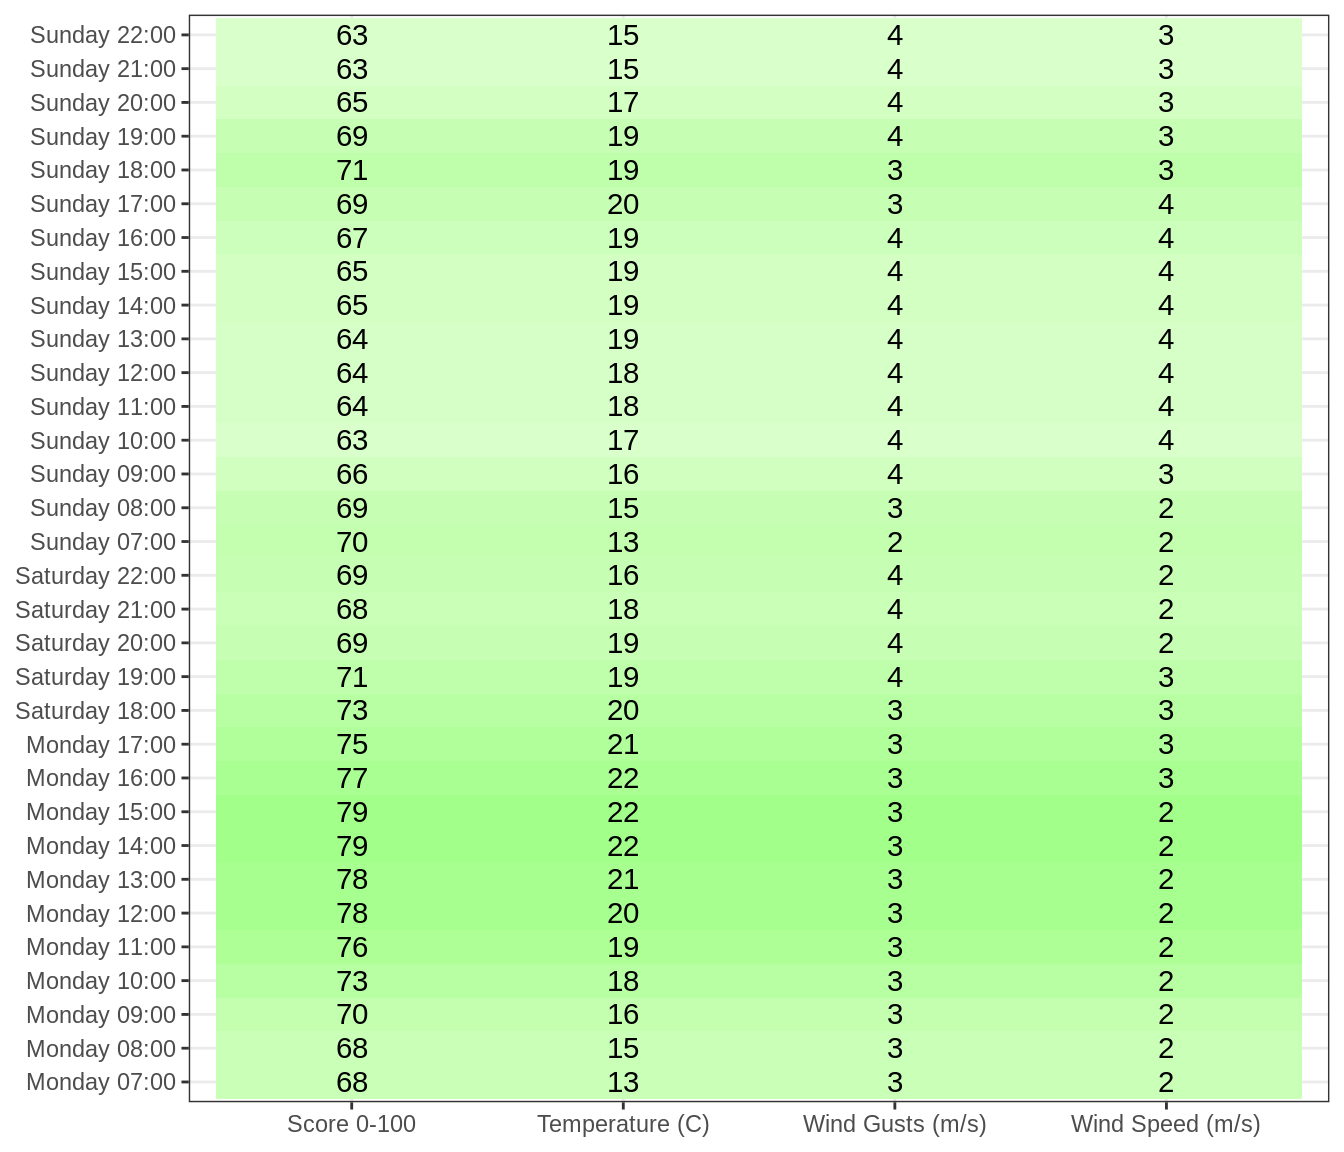 Sunday 22:00 63 15 4 3
Sunday 21:00 63 15 4 3
Sunday 20:00 65 17 4 3
Sunday 19:00 69 19 4 3
Sunday 18:00 71 19 3 3
Sunday 17:00 69 20 3 4
Sunday 16:00 67 19 4 4
Sunday 15:00 65 19 4 4
Sunday 14:00 65 19 4 4
Sunday 13:00 64 19 4 4
Sunday 12:00 64 18 4 4
Sunday 11:00 64 18 4 4
Sunday 10:00 63 17 4 4
Sunday 09:00 66 16 4 3
Sunday 08:00 69 15 3 2
Sunday 07:00 70 13 2 2
Saturday 22:00 69 16 4 2
Saturday 21:00 68 18 4 2
Saturday 20:00 69 19 4 2
Saturday 19:00 71 19 4 3
Saturday 18:00 73 20 3 3
Monday 17:00 75 21 3 3
Monday 16:00 77 22 3 3
Monday 15:00 79 22 3 2
Monday 14:00 79 22 3 2
Monday 13:00 78 21 3 2
Monday 12:00 78 20 3 2
Monday 11:00 76 19 3 2
Monday 10:00 73 18 3 2
Monday 09:00 70 16 3 2
Monday 08:00 68 15 3 2
Monday 07:00 68 13 3 2
Score 0-100 Temperature (C) Wind Gusts (m/s) Wind Speed (m/s)